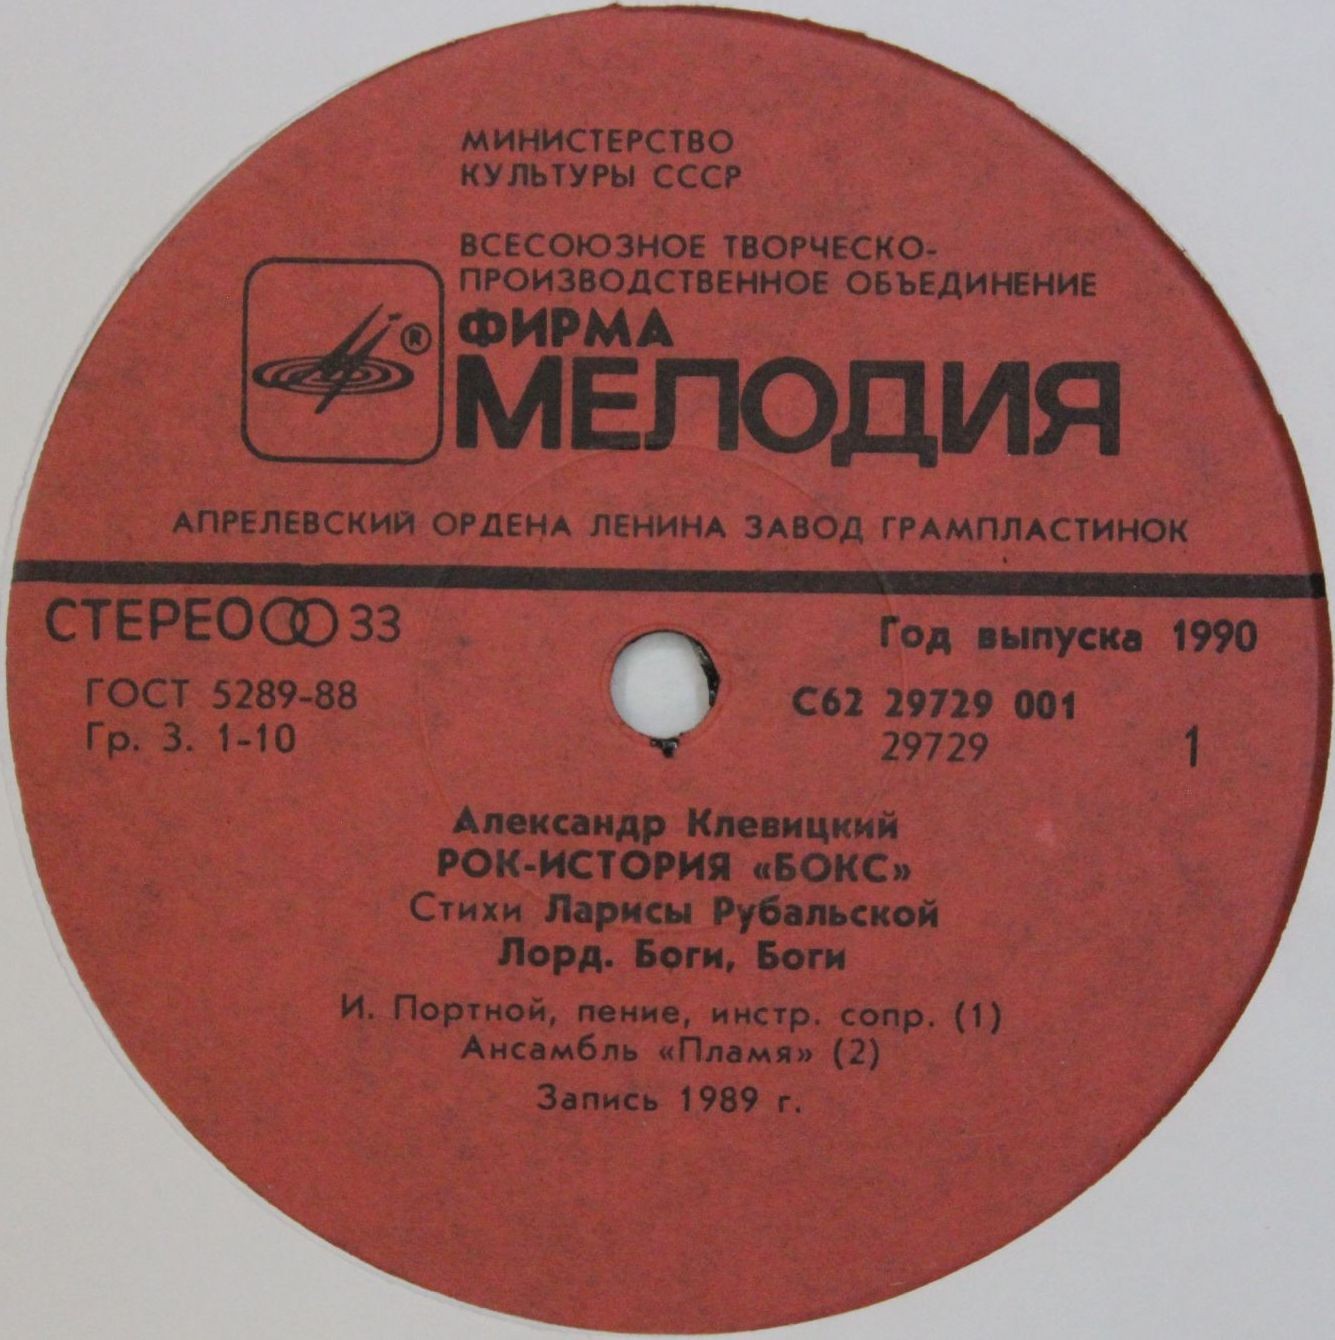 МИНИСТЕРСТВО
КУЛЬТУРЫ СССР
ВСЕСОЮЗНОЕ ТВОРЧЕСКО-
ПРОИЗВОДСТВЕННОЕ ОБЪЕДИНЕНИЕ
ФИРМА
®
МЕЛОДИЯ
АПРЕЛЕВСКИЙ ОРДЕНА ЛЕНИНА ЗАВОД ГРАМПЛАСТИНОК
СТЕРЕО 33
Год выпуска 1990
ГОСТ 5289-88
С62 29729 001
Гр. 3. 1-10
29729
1
Александр Клевицкий
РОК-ИСТОРИЯ «БОКС»
Стихи Ларисы Рубальской
Лорд. Боги, Боги
И. Портной, пение, инстр. сопр. (1)
Ансамбль «Пламя» (2)
Запись 1989 г.